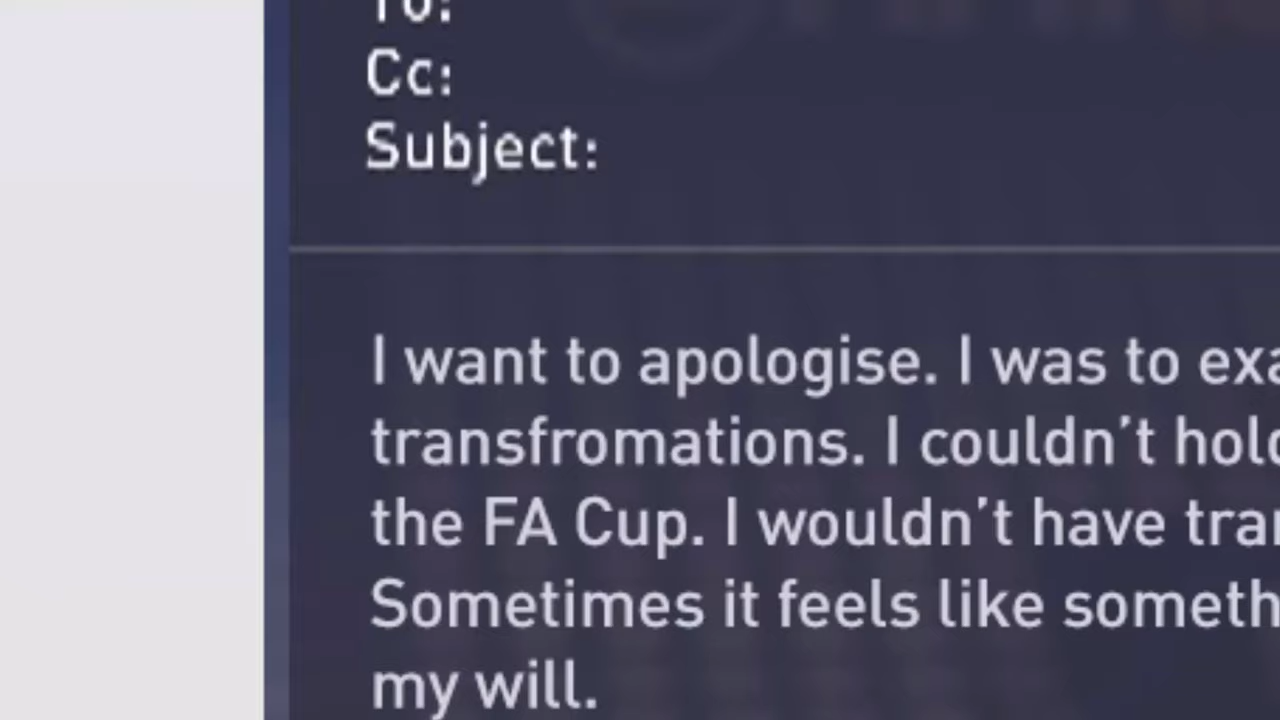 To:
Cc:
Subject:
I want to apologise. I was to
transfromations. I couldn't
the FA Cup. I wouldn't have
Sometimes it feels like
my will.